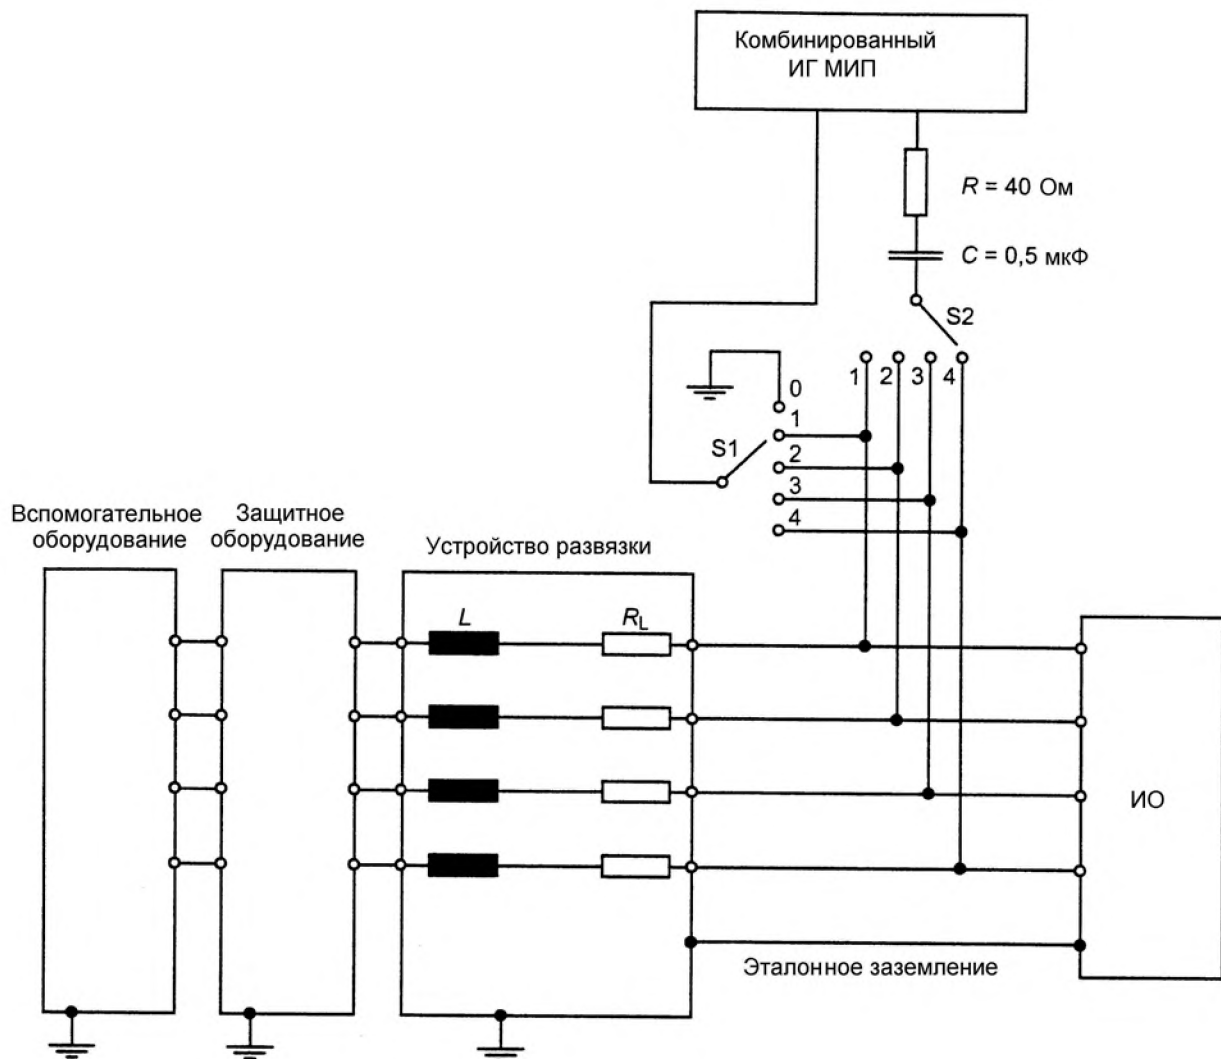 Комбинированный
ИГ МИП
R = 40 Ом
C = 0,5 мкФ
S2
1 2 3 4
0
1
S1
2
3
4
Вспомогательное
оборудование
Защитное
оборудование
Устройство развязки
L
RL
ИО
Эталонное заземление